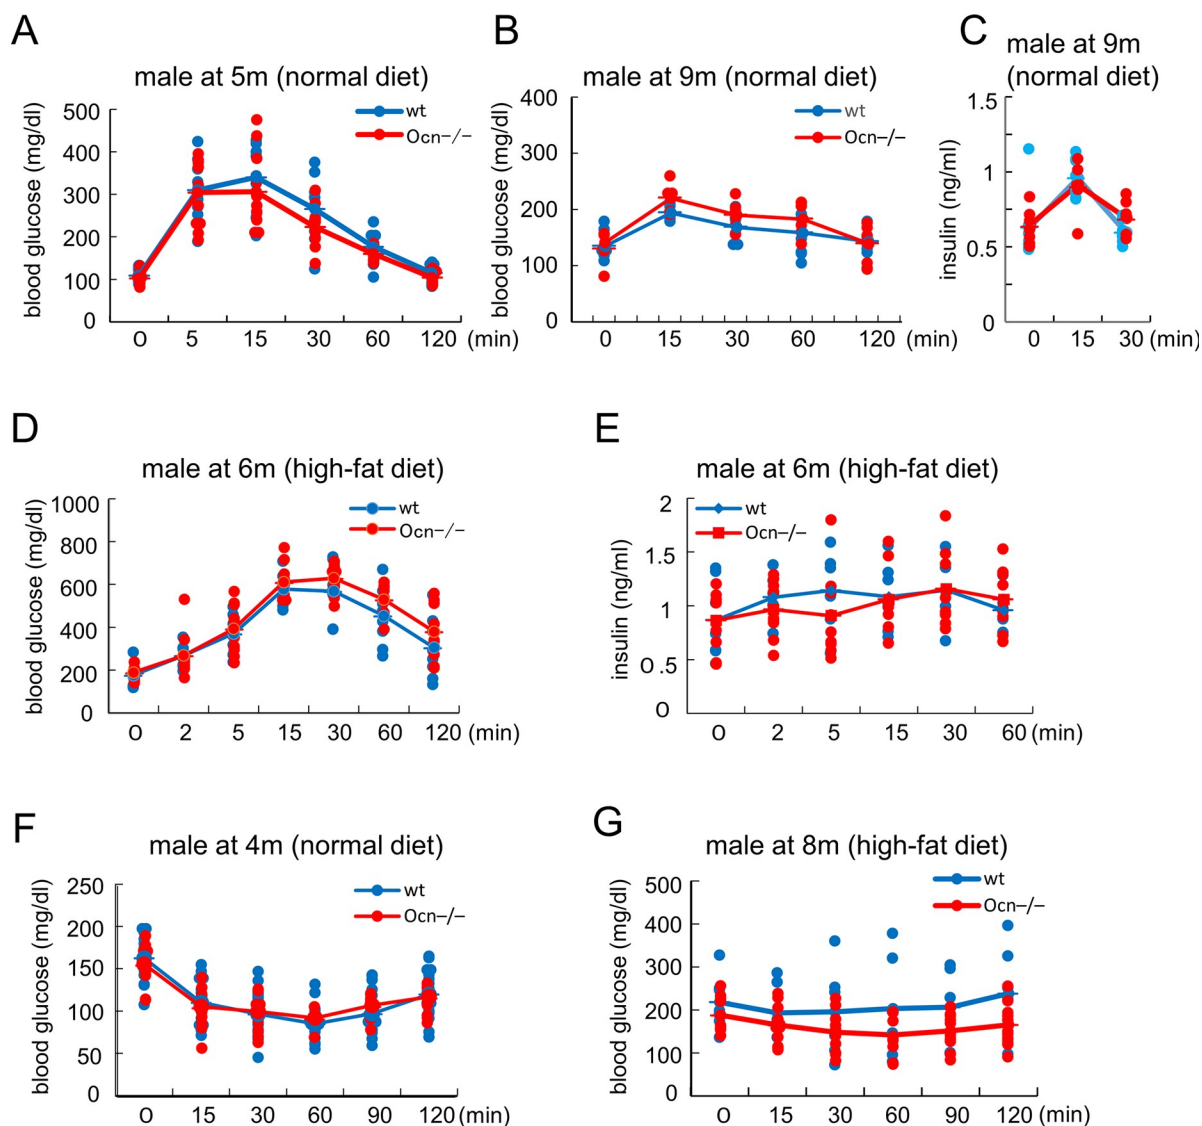 A
male at 5m (normal diet)
blood glucose (mg/dl)
500
400
300
200
100
0
wt
Ocn−/−
0 5 15 30 60 120 (min)
B
male at 9m (normal diet)
blood glucose (mg/dl)
400
300
200
100
0
wt
Ocn−/−
0 15 30 60 120 (min)
C
male at 9m
(normal diet)
insulin (ng/ml)
1.5
1
0.5
0
0 15 30 (min)
D
male at 6m (high-fat diet)
blood glucose (mg/dl)
1000
800
600
400
200
0
wt
Ocn−/−
0 2 5 15 30 60 120 (min)
E
male at 6m (high-fat diet)
insulin (ng/ml)
2
1.5
1
0.5
0
wt
Ocn−/−
0 2 5 15 30 60 (min)
F
male at 4m (normal diet)
blood glucose (mg/dl)
250
200
150
100
50
0
wt
Ocn−/−
0 15 30 60 90 120 (min)
G
male at 8m (high-fat diet)
blood glucose (mg/dl)
500
400
300
200
100
0
wt
Ocn−/−
0 15 30 60 90 120 (min)